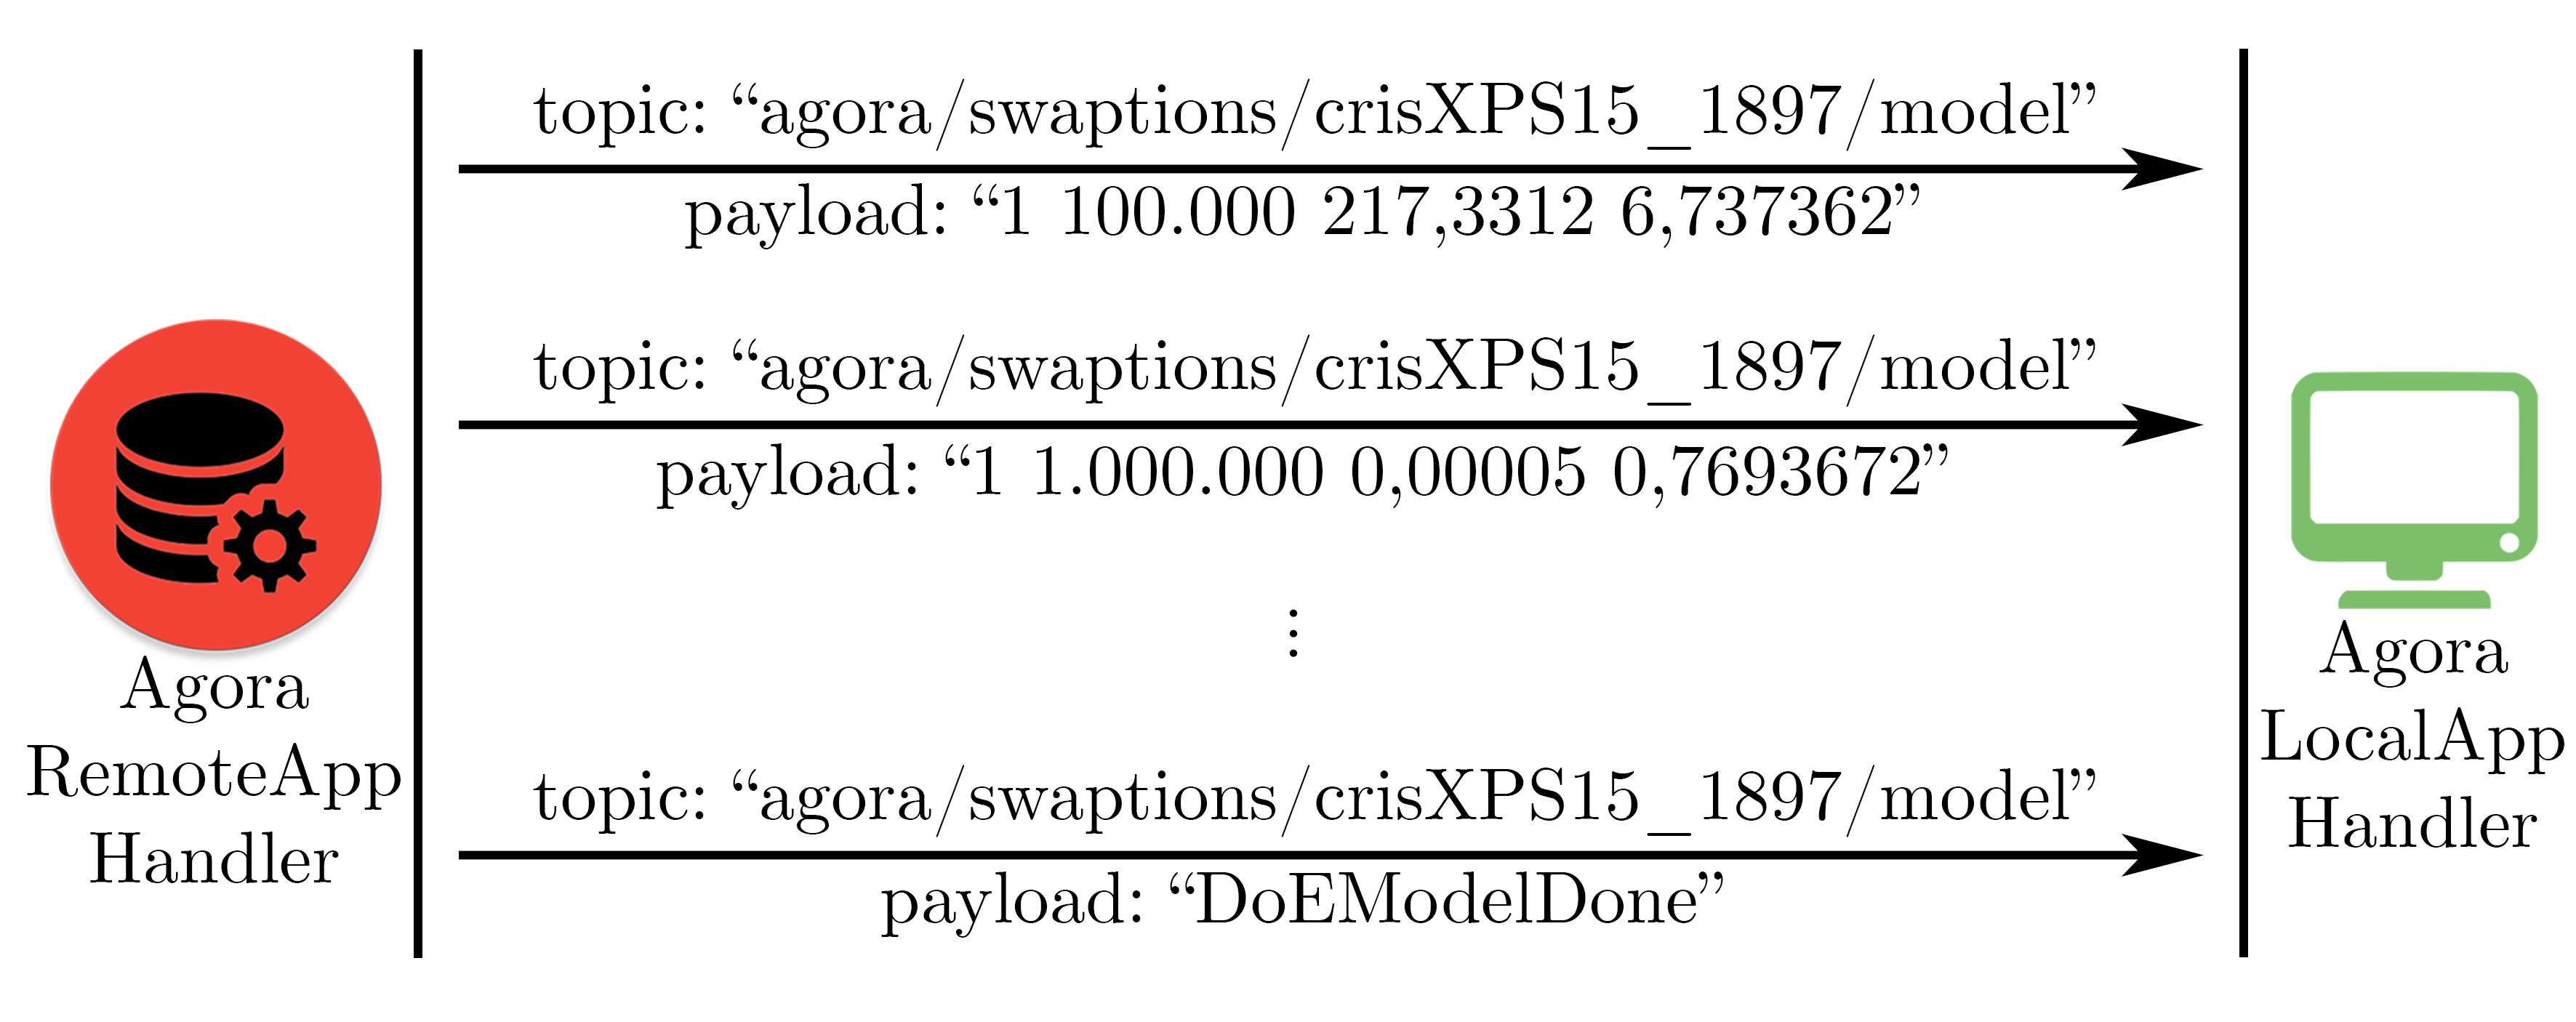 topic: “agora/swaptions/crisXPS15_1897/model”
payload: “1 100.000 217,3312 6,737362”
topic: “agora/swaptions/crisXPS15_1897/model”
payload: “1 1.000.000 0,00005 0,7693672”
⋮
topic: “agora/swaptions/crisXPS15_1897/model”
payload: “DoEModelDone”
Agora
RemoteApp
Handler
Agora
LocalApp
Handler